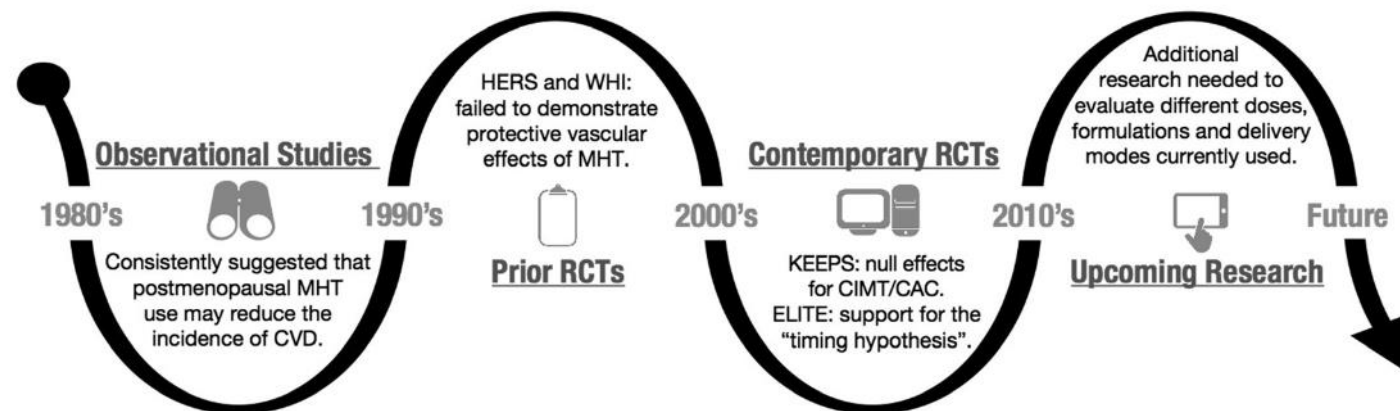 1980's
Observational Studies
Consistently suggested that
postmenopausal MHT
use may reduce the
incidence of CVD.
1990's
HERS and WHI:
failed to demonstrate
protective vascular
effects of MHT.
Prior RCTs
2000's
Contemporary RCTs
KEEPS: null effects
for CIMT/CAC.
ELITE: support for the
“timing hypothesis”.
2010's
Additional
research needed to
evaluate different doses,
formulations and delivery
modes currently used.
Upcoming Research
Future